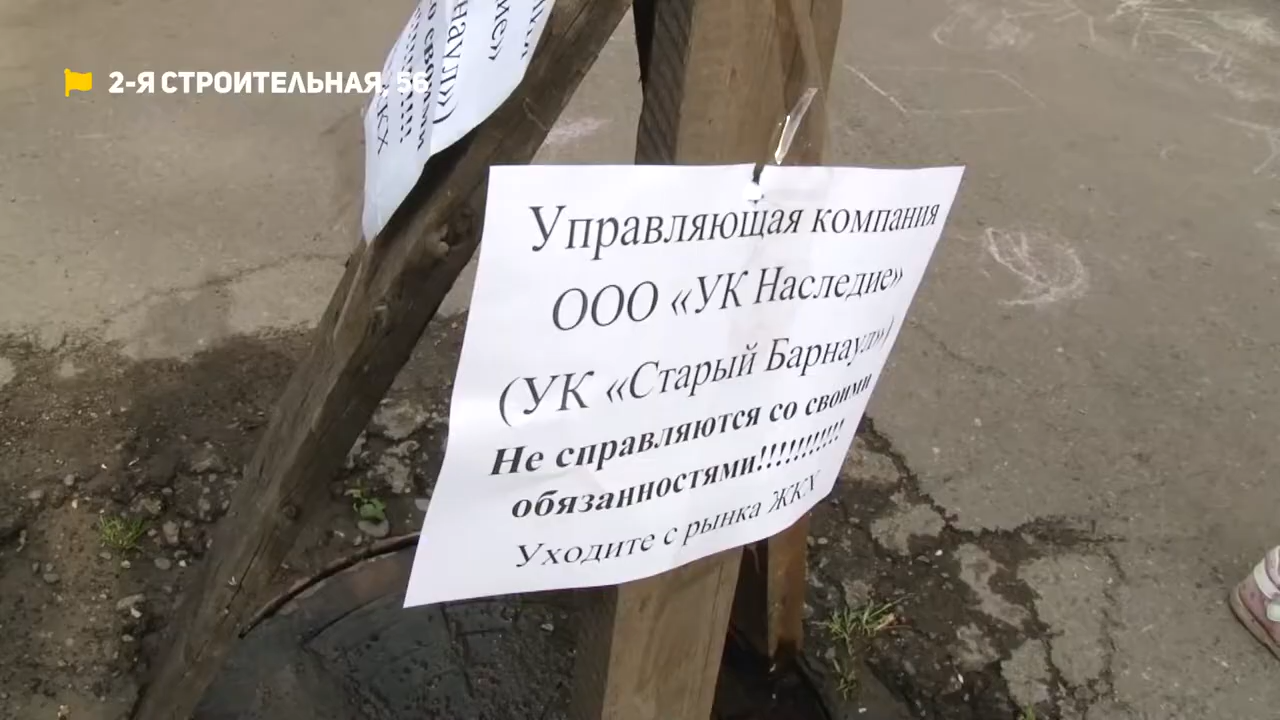 2-Я СТРОИТЕЛЬНАЯ, 56
Управляющая компания
ООО «УК Наследие»
(УК «Старый Барнаул»)
Не справляются со своими
обязанностями!!!!!!!!!!
Уходите с рынка ЖКХ